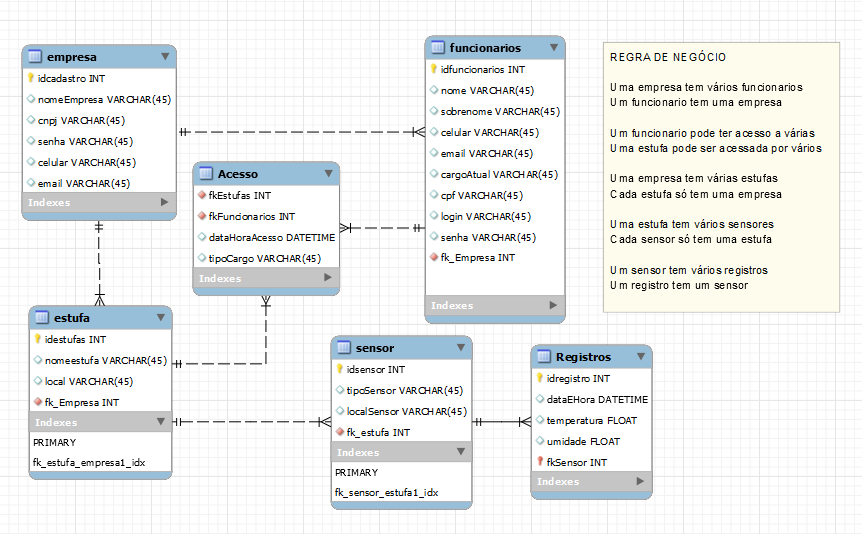 empresa
idcadastro INT
nomeEmpresa VARCHAR(45)
cnpj VARCHAR(45)
senha VARCHAR(45)
celular VARCHAR(45)
email VARCHAR(45)
Indexes
funcionarios
idfuncionarios INT
nome VARCHAR(45)
sobrenome VARCHAR(45)
celular VARCHAR(45)
email VARCHAR(45)
cargoAtual VARCHAR(45)
cpf VARCHAR(45)
login VARCHAR(45)
senha VARCHAR(45)
fk_Empresa INT
Indexes
REGRA DE NEGÓCIO
Uma empresa tem vários funcionarios
Um funcionario tem uma empresa
Um funcionario pode ter acesso a várias
Uma estufa pode ser acessada por vários
Uma empresa tem várias estufas
Cada estufa só tem uma empresa
Uma estufa tem vários sensores
Cada sensor só tem uma estufa
Um sensor tem vários registros
Um registro tem um sensor
Acesso
fkEstufas INT
fkFuncionarios INT
dataHoraAcesso DATETIME
tipoCargo VARCHAR(45)
Indexes
estufa
idestufas INT
nomeestufa VARCHAR(45)
local VARCHAR(45)
fk_Empresa INT
Indexes
PRIMARY
fk_estufa_empresa1_idx
sensor
idsensor INT
tipoSensor VARCHAR(45)
localSensor VARCHAR(45)
fk_estufa INT
Indexes
PRIMARY
fk_sensor_estufa1_idx
Registros
idregistro INT
dataEHora DATETIME
temperatura FLOAT
umidade FLOAT
fkSensor INT
Indexes